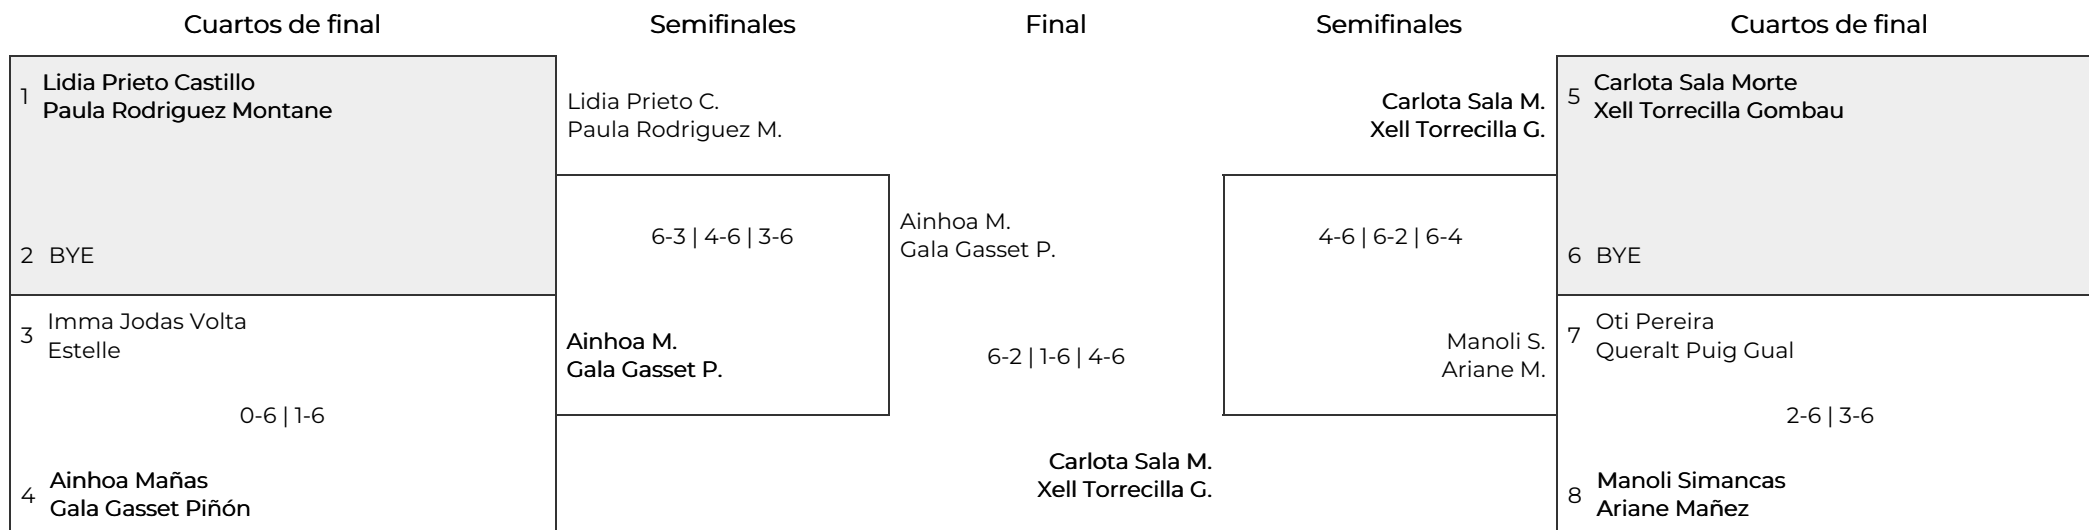 Cuartos de final
Semifinales
Final
Semifinales
Cuartos de final
1
Lidia Prieto Castillo
Paula Rodriguez Montane
2 BYE
3
Imma Jodas Volta
Estelle
0-6 | 1-6
4
Ainhoa Mañas
Gala Gasset Piñón
Lidia Prieto C.
Paula Rodriguez M.
6-3 | 4-6 | 3-6
Ainhoa M.
Gala Gasset P.
Ainhoa M.
Gala Gasset P.
6-2 | 1-6 | 4-6
Carlota Sala M.
Xell Torrecilla G.
Carlota Sala M.
Xell Torrecilla G.
4-6 | 6-2 | 6-4
Manoli S.
Ariane M.
5
Carlota Sala Morte
Xell Torrecilla Gombau
6 BYE
7
Oti Pereira
Queralt Puig Gual
2-6 | 3-6
8
Manoli Simancas
Ariane Mañez